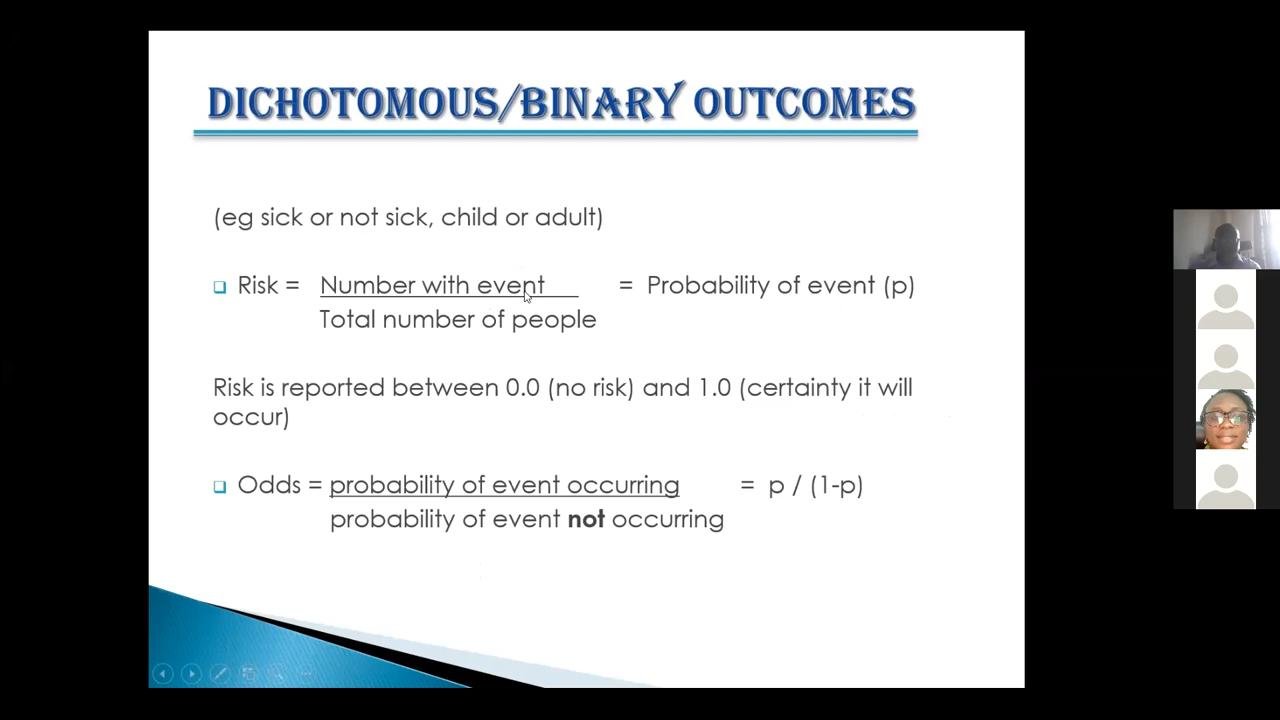 DICHOTOMOUS/BINARY OUTCOMES
(eg sick or not sick, child or adult)
Risk = Number with event = Probability of event (p)
Total number of people
Risk is reported between 0.0 (no risk) and 1.0 (certainty it will
occur)
Odds = probability of event occurring = p / (1-p)
probability of event not occurring